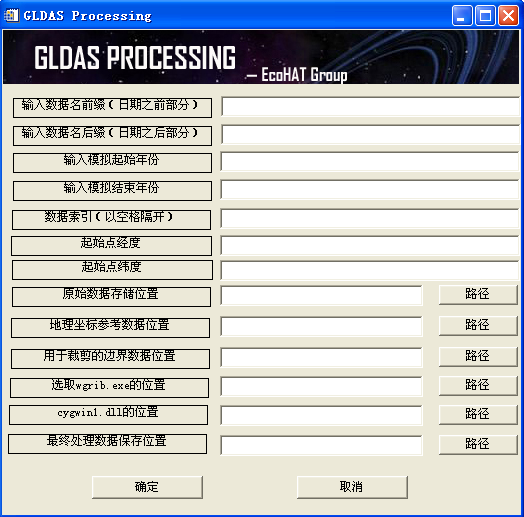 GLDAS Processing
GLDAS PROCESSING
— EcoHAT Group
输入数据名前缀（日期之前部分）
输入数据名后缀（日期之后部分）
输入模拟起始年份
输入模拟结束年份
数据索引（以空格隔开）
起始点经度
起始点纬度
原始数据存储位置 路径
地理坐标参考数据位置 路径
用于裁剪的边界数据位置 路径
选取wgrib.exe的位置 路径
cygwin1.dll的位置 路径
最终处理数据保存位置 路径
确定 取消